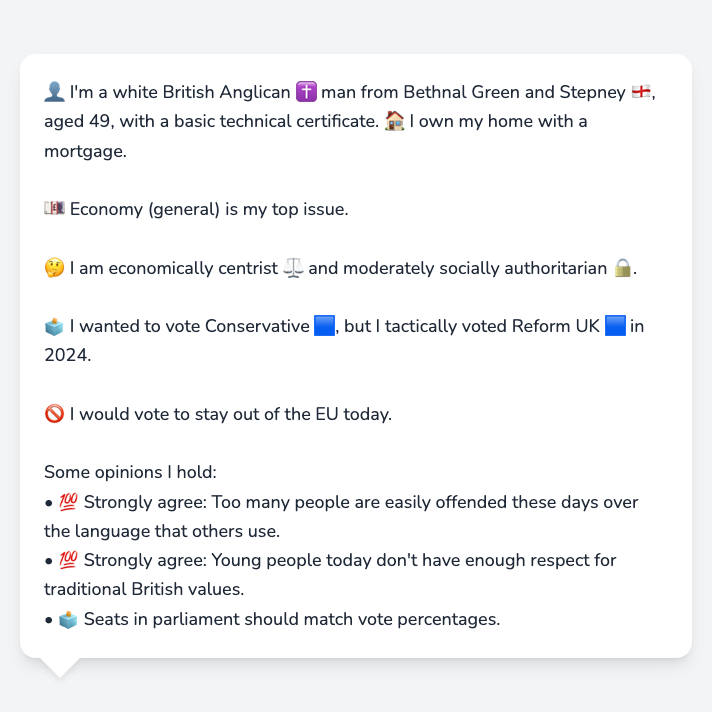 👤 I'm a white British Anglican ✝️ man from Bethnal Green and Stepney 🏴󠁧󠁢󠁥󠁮󠁧󠁿,
aged 49, with a basic technical certificate. 🏠 I own my home with a
mortgage.
💷 Economy (general) is my top issue.
🤔 I am economically centrist ⚖️ and moderately socially authoritarian 🔒.
🗳️ I wanted to vote Conservative 🟦, but I tactically voted Reform UK 🟦 in
2024.
🚫 I would vote to stay out of the EU today.
Some opinions I hold:
• 💯 Strongly agree: Too many people are easily offended these days over
the language that others use.
• 💯 Strongly agree: Young people today don't have enough respect for
traditional British values.
• 🗳️ Seats in parliament should match vote percentages.